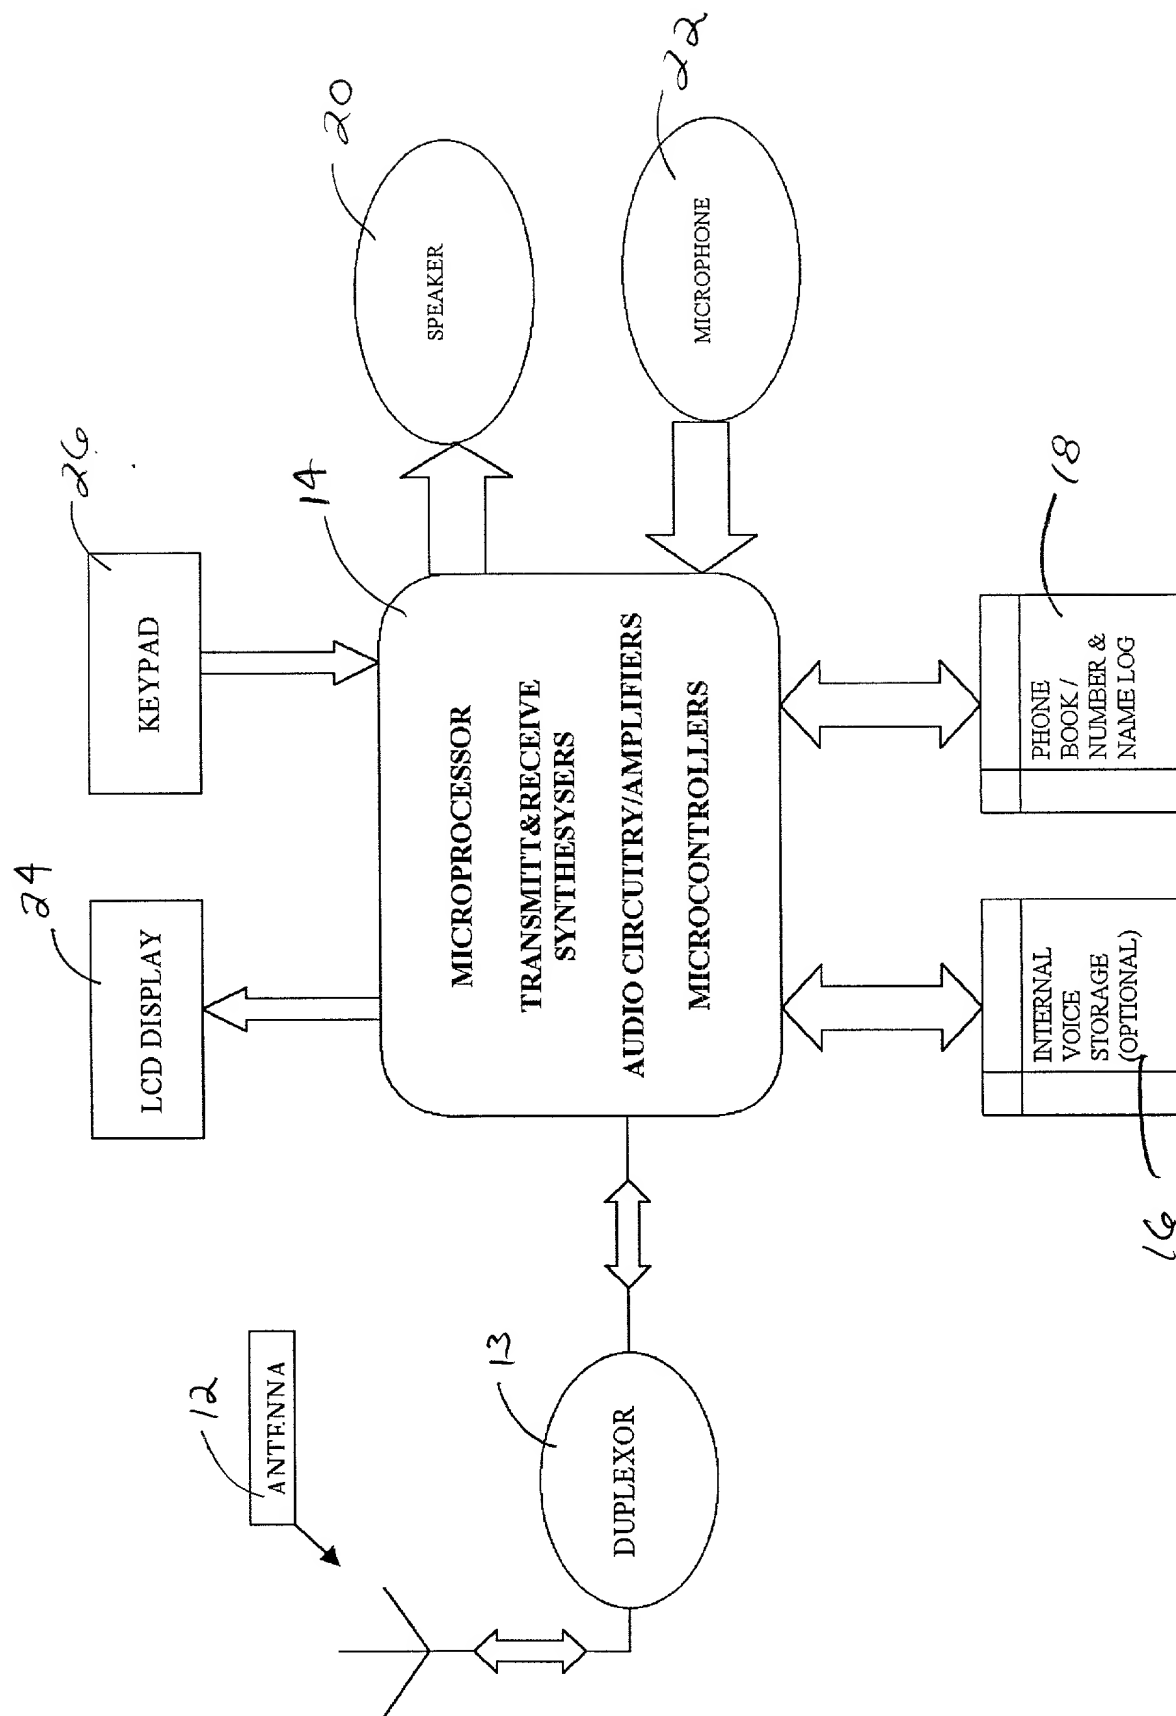 12
ANTENNA
13
DUPLEXOR
24
LCD DISPLAY
26
KEYPAD
14
MICROPROCESSOR
TRANSMITT&RECEIVE
SYNTHESYSERS
AUDIO CIRCUITRY/AMPLIFIERS
MICROCONTROLLERS
20
SPEAKER
22
MICROPHONE
16
INTERNAL
VOICE
STORAGE
(OPTIONAL)
18
PHONE
BOOK /
NUMBER &
NAME LOG